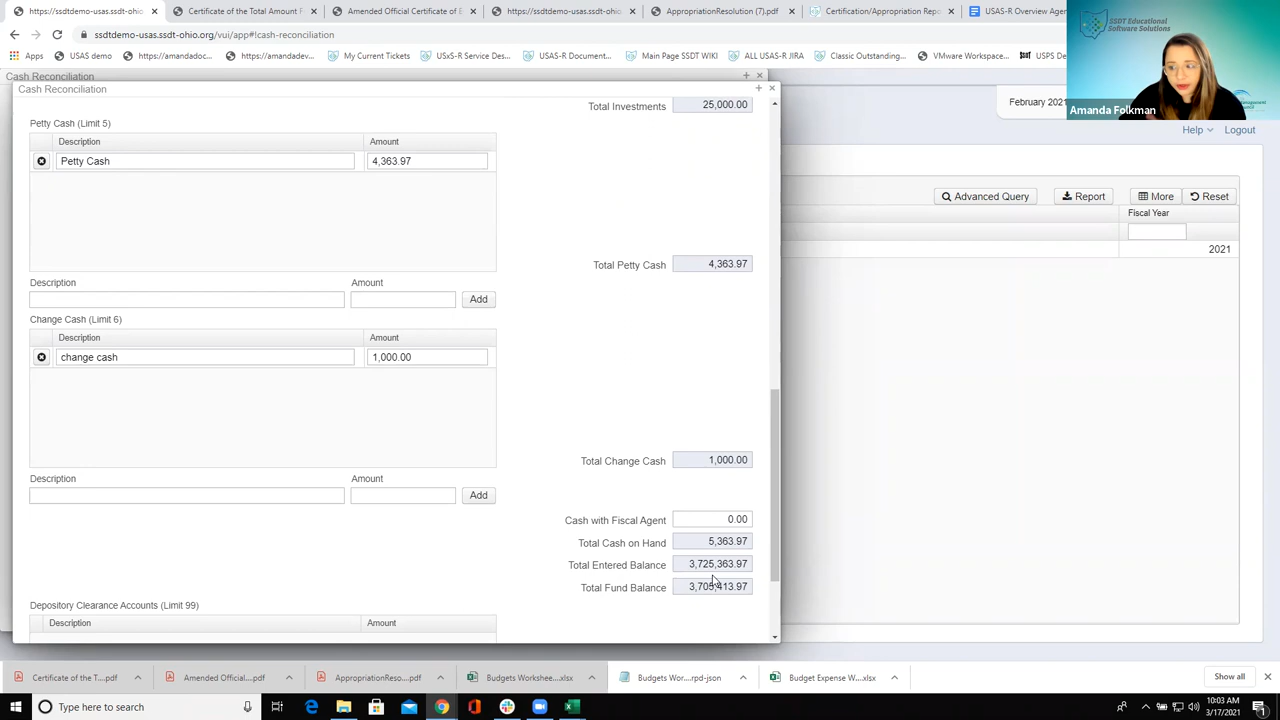 https://ssdtdemo-usas.ssdt-ohio
Certificate of the Total Amount F
Amended Official Certificate of E
https://ssdtdemo-usas.ssdt-ohio
AppropriationResolution (7).pdf
Certification/Appropriation Rep
USAS-R Overview Agen
ssdtdemo-usas.ssdt-ohio.org/vui/app#!cash-reconciliation
Apps
USAS demo
https://amandadoc...
https://amandadev...
My Current Tickets
USxS-R Document...
USAS-R Document...
Main Page SSDT WIKI
ALL USAS-R JIRA
Classic Outstanding...
VMware Workspace...
USPS De
SSDT Educational
Software Solutions
Amanda Folkman
Cash Reconciliation
Cash Reconciliation
February 2021
Help
Logout
Total Investments 25,000.00
Petty Cash (Limit 5)
Description Amount
Petty Cash 4,363.97
Advanced Query Report More Reset
Fiscal Year
2021
Total Petty Cash 4,363.97
Description Amount
Add
Change Cash (Limit 6)
Description Amount
change cash 1,000.00
Total Change Cash 1,000.00
Description Amount
Add
Cash with Fiscal Agent 0.00
Total Cash on Hand 5,363.97
Total Entered Balance 3,725,363.97
Total Fund Balance 3,705,413.97
Depository Clearance Accounts (Limit 99)
Description Amount
Certificate of the T....pdf
Amended Official....pdf
AppropriationReso....pdf
Budgets Workshee....xlsx
Budgets Wor....rpd-json
Budget Expense W....xlsx
Show all
Type here to search
10:03 AM
3/17/2021
1